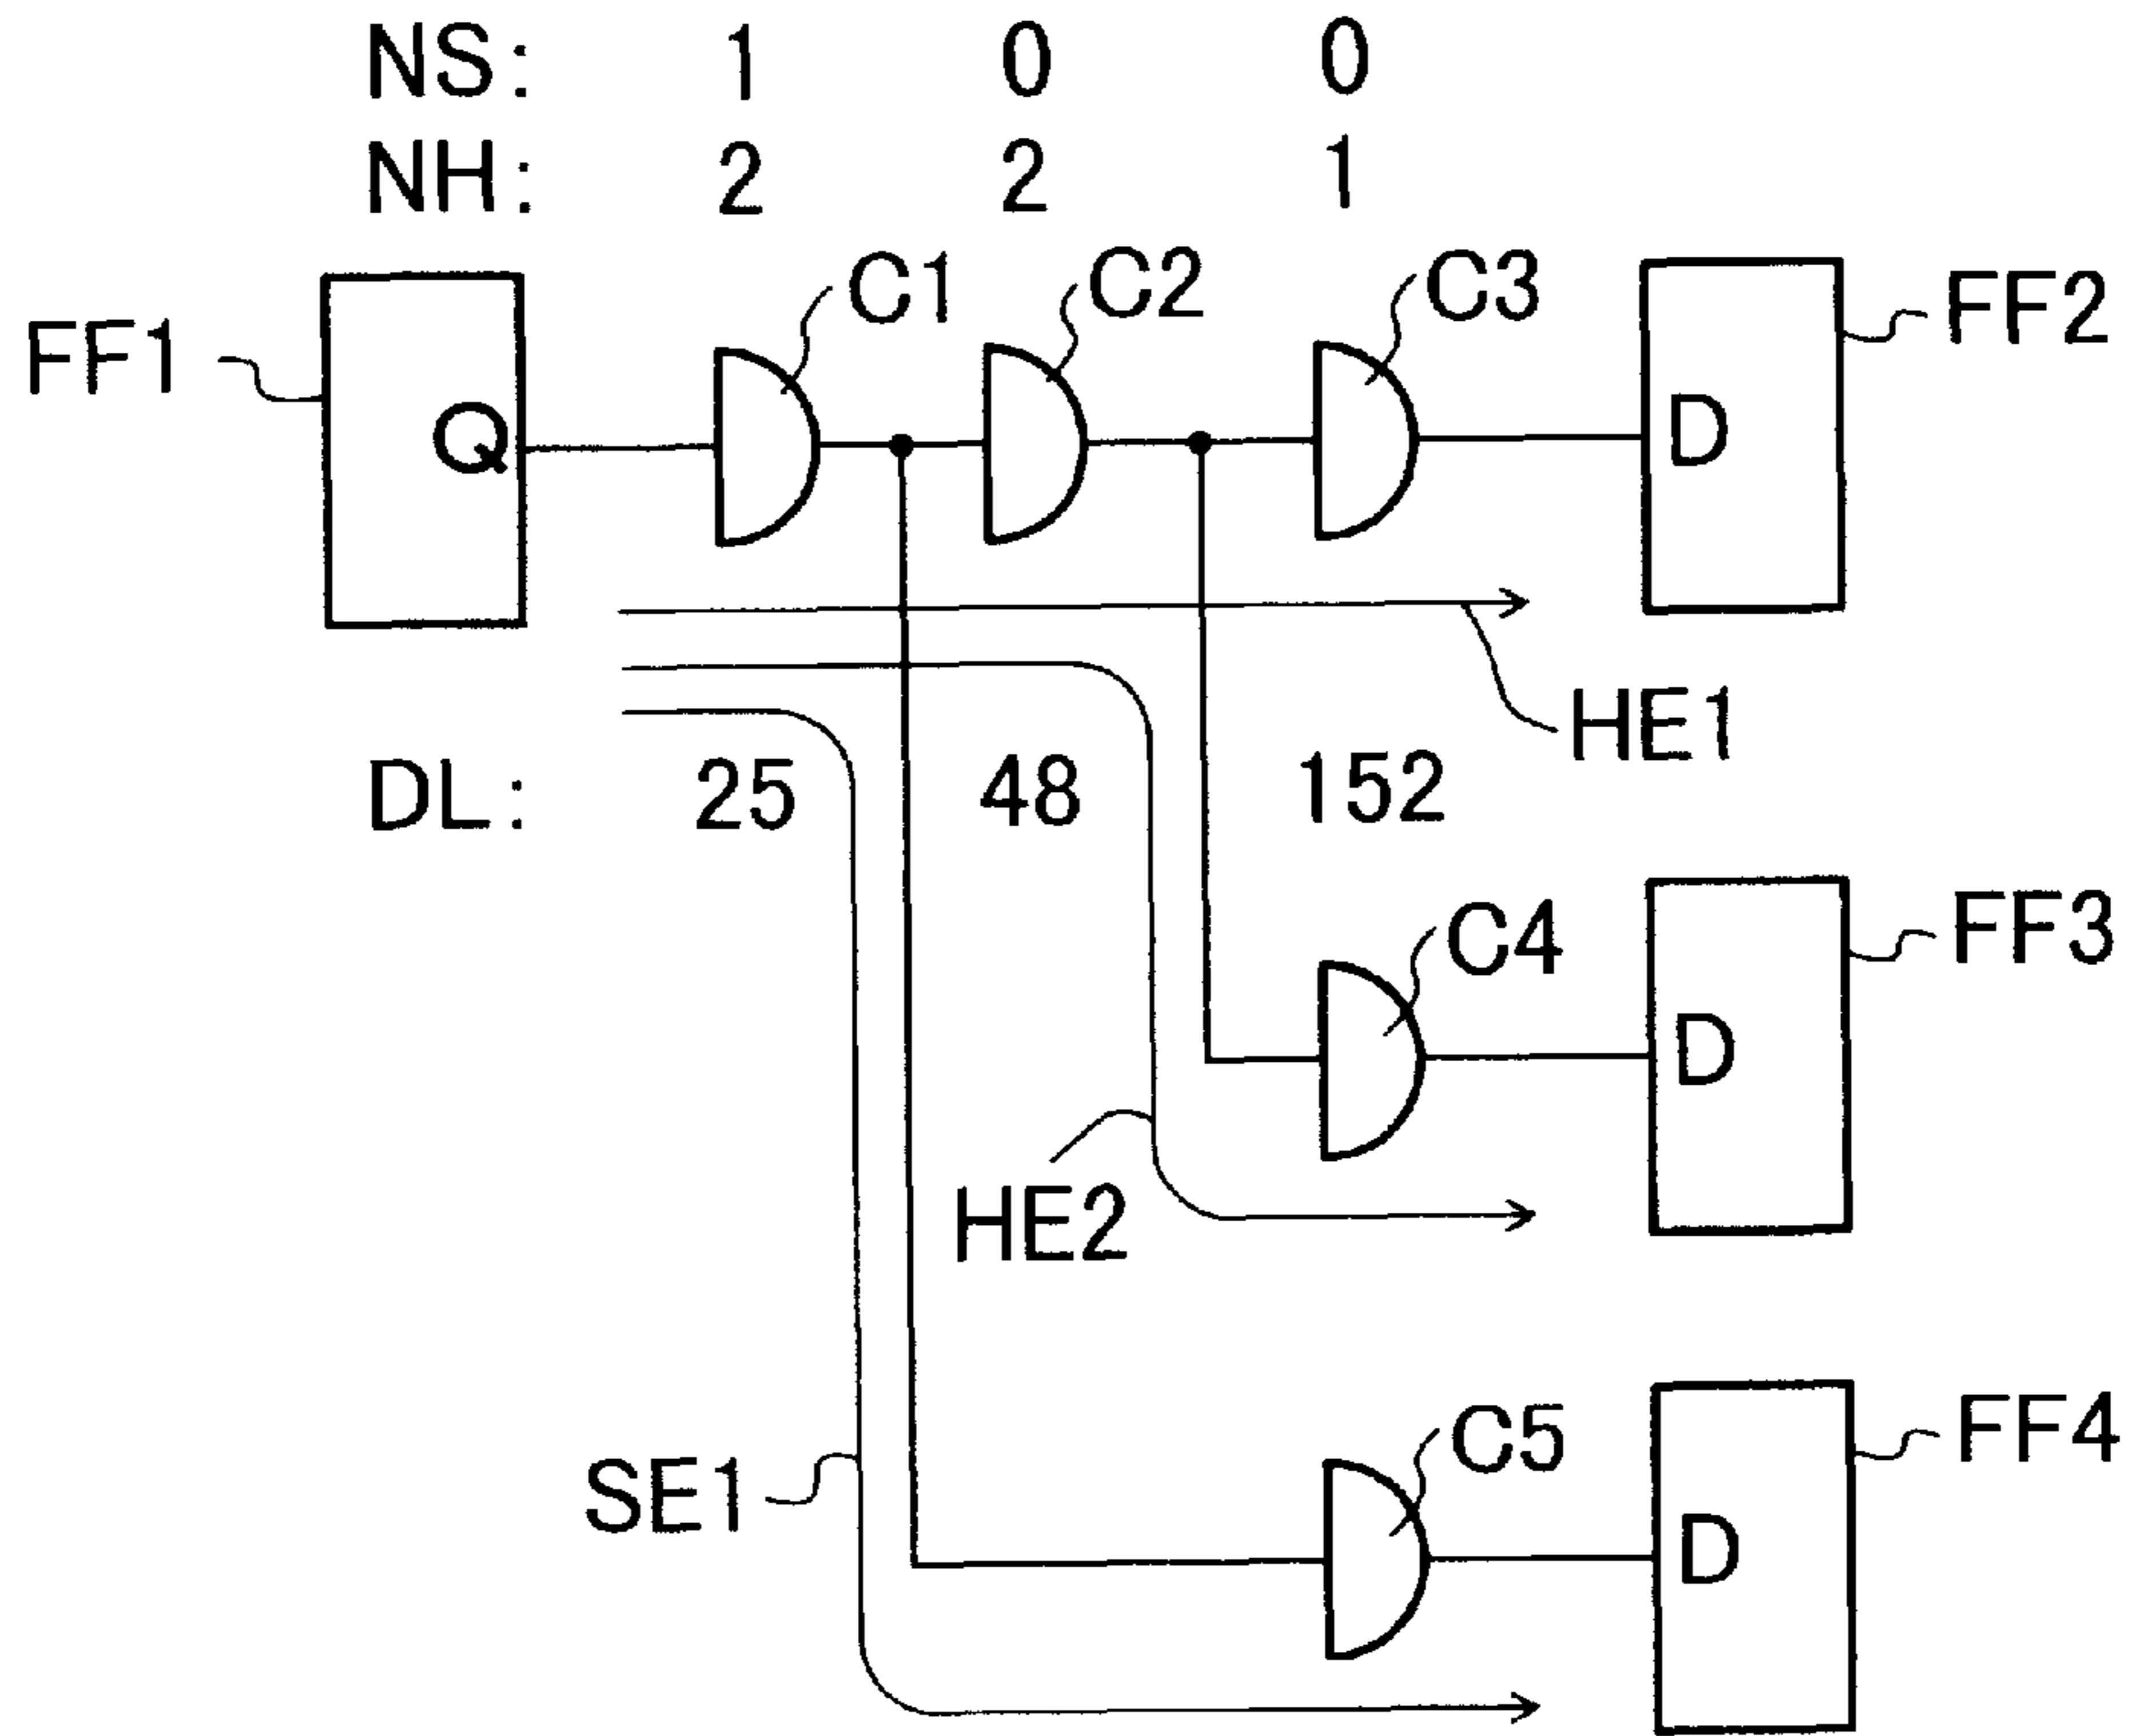 NS: 1 0 0
NH: 2 2 1
C1 C2 C3
FF1 FF2
Q D
HE1
DL: 25 48 152
C4 FF3
D
HE2
C5 FF4
SE1
D